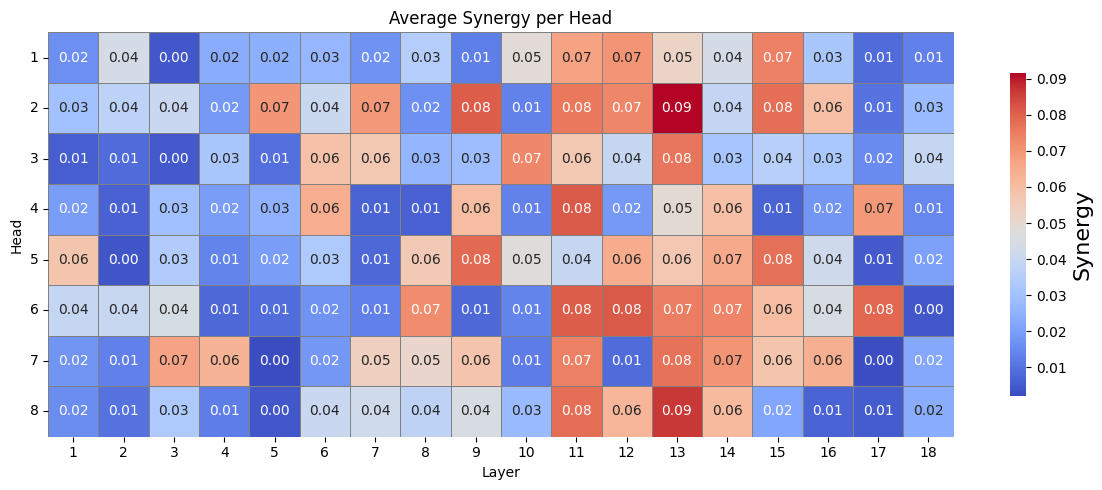 Average Synergy per Head
1 0.02 0.04 0.00 0.02 0.02 0.03 0.02 0.03 0.01 0.05 0.07 0.07 0.05 0.04 0.07 0.03 0.01 0.01
2 0.03 0.04 0.04 0.02 0.07 0.04 0.07 0.02 0.08 0.01 0.08 0.07 0.09 0.04 0.08 0.06 0.01 0.03
3 0.01 0.01 0.00 0.03 0.01 0.06 0.06 0.03 0.03 0.07 0.06 0.04 0.08 0.03 0.04 0.03 0.02 0.04
4 0.02 0.01 0.03 0.02 0.03 0.06 0.01 0.01 0.06 0.01 0.08 0.02 0.05 0.06 0.01 0.02 0.07 0.01
5 0.06 0.00 0.03 0.01 0.02 0.03 0.01 0.06 0.08 0.05 0.04 0.06 0.06 0.07 0.08 0.04 0.01 0.02
6 0.04 0.04 0.04 0.01 0.01 0.02 0.01 0.07 0.01 0.01 0.08 0.08 0.07 0.07 0.06 0.04 0.08 0.00
7 0.02 0.01 0.07 0.06 0.00 0.02 0.05 0.05 0.06 0.01 0.07 0.01 0.08 0.07 0.06 0.06 0.00 0.02
8 0.02 0.01 0.03 0.01 0.00 0.04 0.04 0.04 0.04 0.03 0.08 0.06 0.09 0.06 0.02 0.01 0.01 0.02
Head
1 2 3 4 5 6 7 8 9 10 11 12 13 14 15 16 17 18
Layer
0.09
0.08
0.07
0.06
0.05
0.04
0.03
0.02
0.01
Synergy